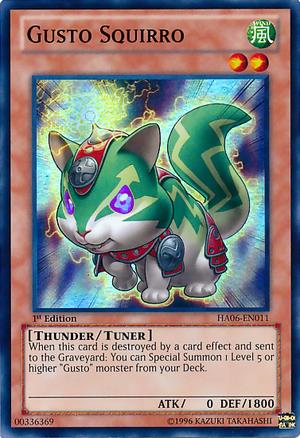 GUSTO SQUIRRO
WIND
風
1st Edition
HA06-EN011
[THUNDER/TUNER]
When this card is destroyed by a card effect and sent
to the Graveyard: You can Special Summon 1 Level 5 or
higher "Gusto" monster from your Deck.
ATK/ 0 DEF/1800
00336369
©1996 KAZUKI TAKAHASHI